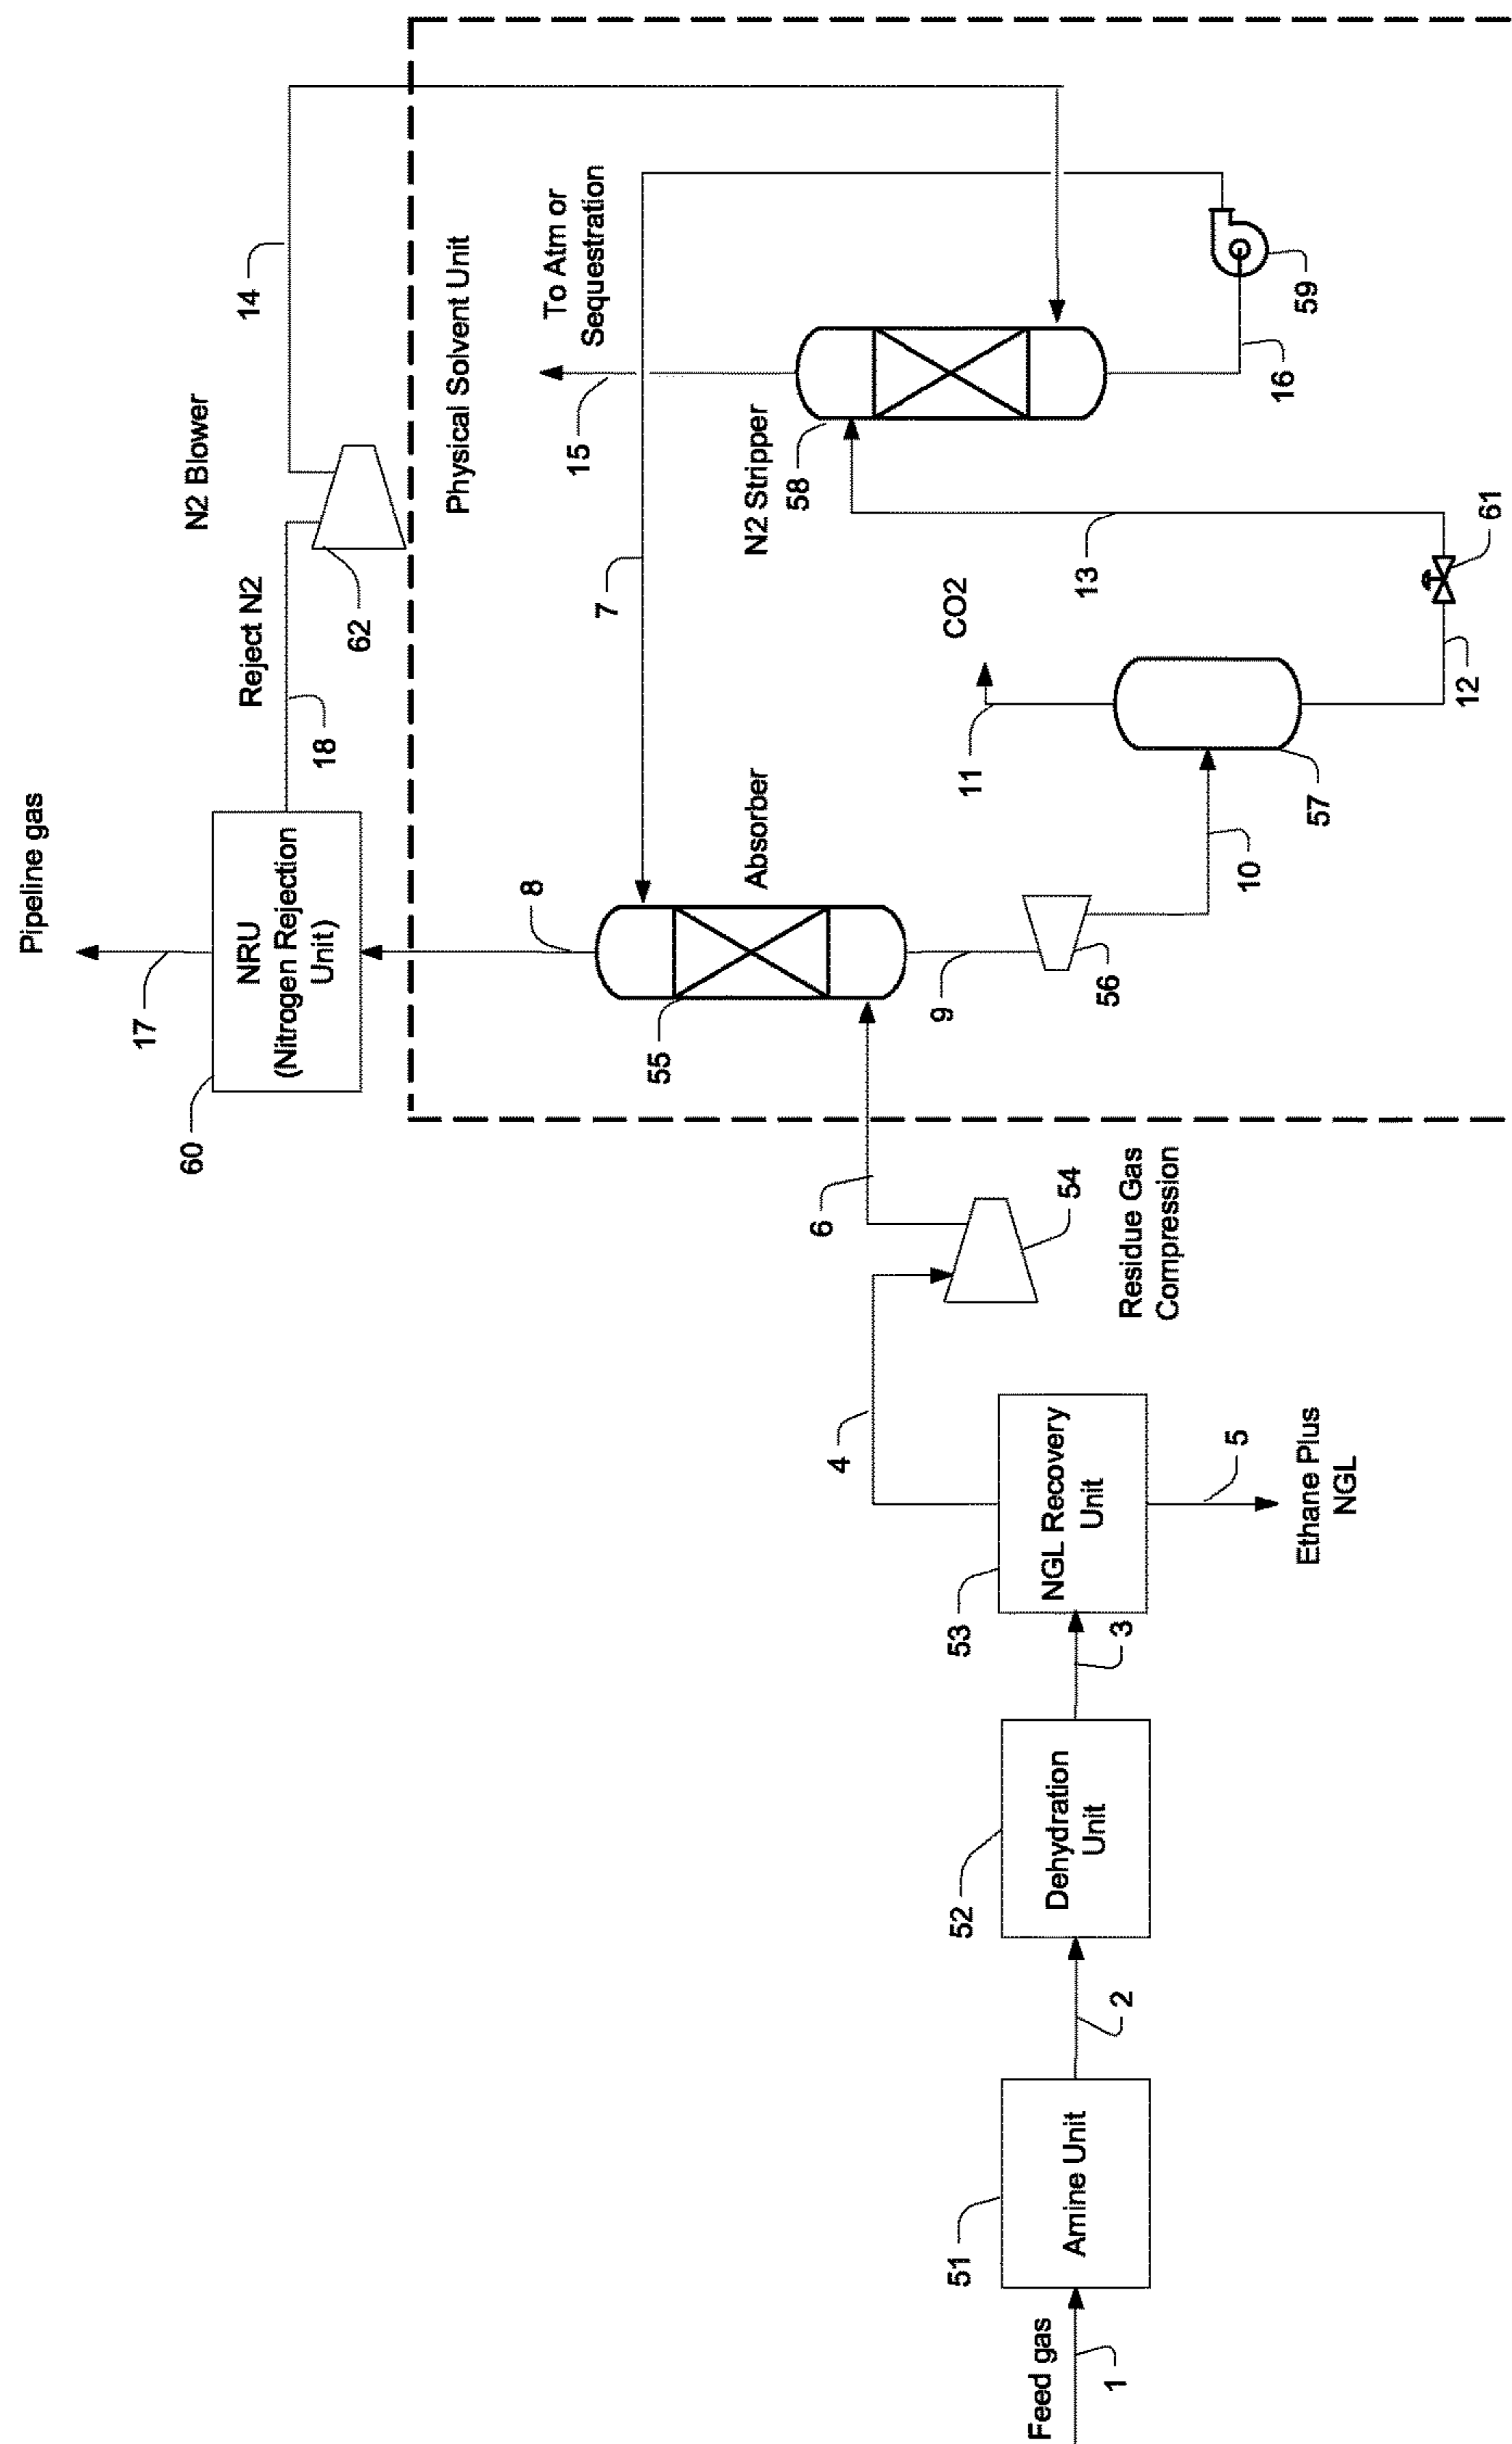 Feed gas
1
51
Amine Unit
2
52
Dehydration
Unit
3
53
NGL Recovery
Unit
4
5
Ethane Plus
NGL
54
Residue Gas
Compression
6
Pipeline gas
17
60
NRU
(Nitrogen Rejection
Unit)
18
Reject N2
62
N2 Blower
14
Physical Solvent Unit
8
55
Absorber
7
9
56
10
11
CO2
57
12
61
13
15
To Atm or
Sequestration
58
N2 Stripper
16
59